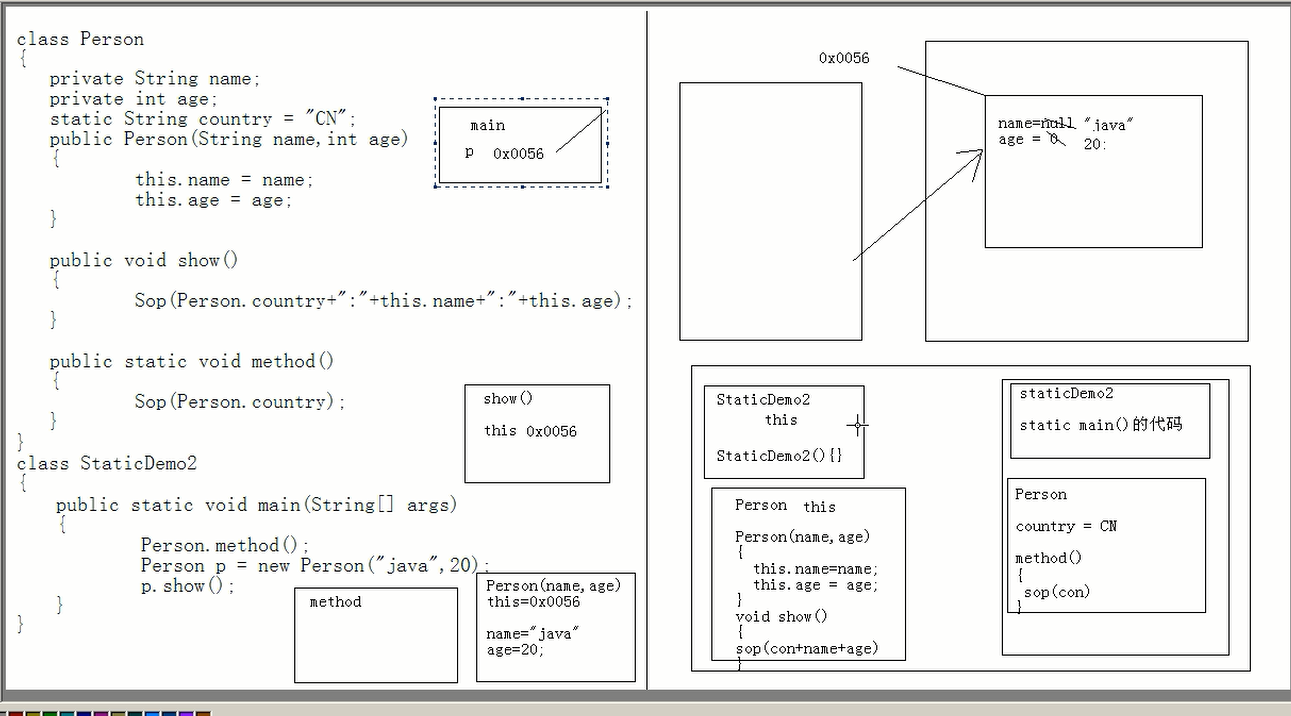 class Person
{
private String name;
private int age;
static String country = "CN";
public Person(String name,int age)
{
this.name = name;
this.age = age;
}
public void show()
{
Sop(Person.country+":"+this.name+":"+this.age);
}
public static void method()
{
Sop(Person.country);
}
}
class StaticDemo2
{
public static void main(String[] args)
{
Person.method();
Person p = new Person("java",20);
p.show();
}
}
main
p 0x0056
show()
this 0x0056
method
Person(name,age)
this=0x0056
name="java"
age=20;
0x0056
name=null "java"
age = 0 20:
StaticDemo2
this
StaticDemo2(){}
Person this
Person(name,age)
{
this.name=name;
this.age = age;
}
void show()
{
sop(con+name+age)
}
staticDemo2
static main()的代码
Person
country = CN
method()
{
sop(con)
}